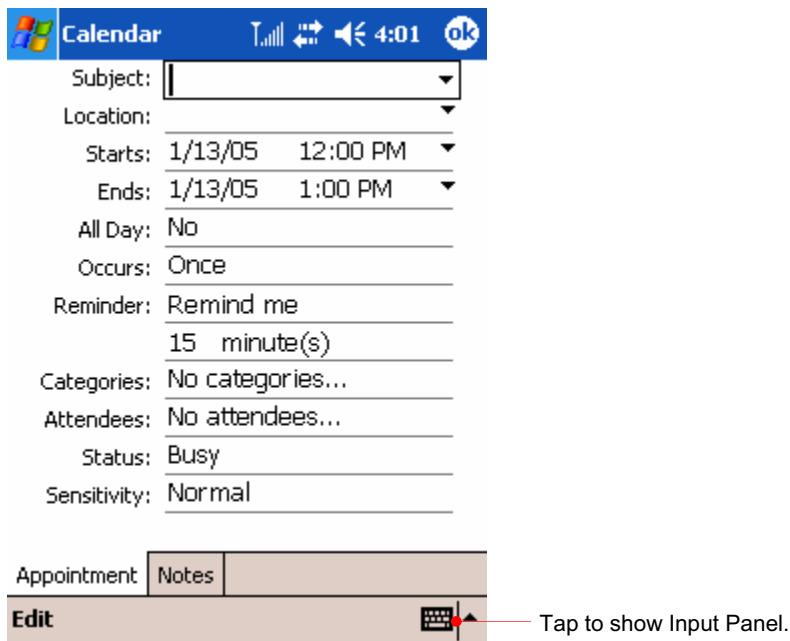 Calendar 4:01 ok
Subject:
Location:
Starts: 1/13/05 12:00 PM
Ends: 1/13/05 1:00 PM
All Day: No
Occurs: Once
Reminder: Remind me
15 minute(s)
Categories: No categories...
Attendees: No attendees...
Status: Busy
Sensitivity: Normal
Appointment Notes
Edit
Tap to show Input Panel.